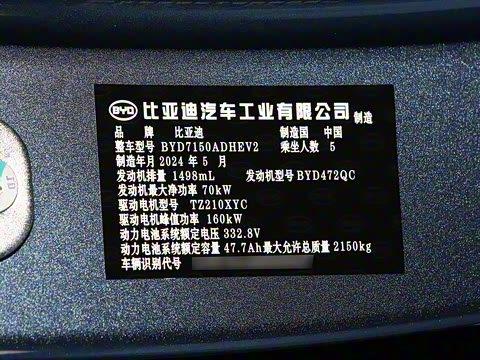 BYD 比亚迪汽车工业有限公司 制造
品 牌 比亚迪 制造国 中国
整车型号 BYD7150ADHEV2 乘坐人数 5
制造年月 2024 年 5 月
发动机排量 1498mL 发动机型号 BYD472QC
发动机最大净功率 70kW
驱动电机型号 TZ210XYC
驱动电机峰值功率 160kW
动力电池系统额定电压 332.8V
动力电池系统额定容量 47.7Ah 最大允许总质量 2150kg
车辆识别代号